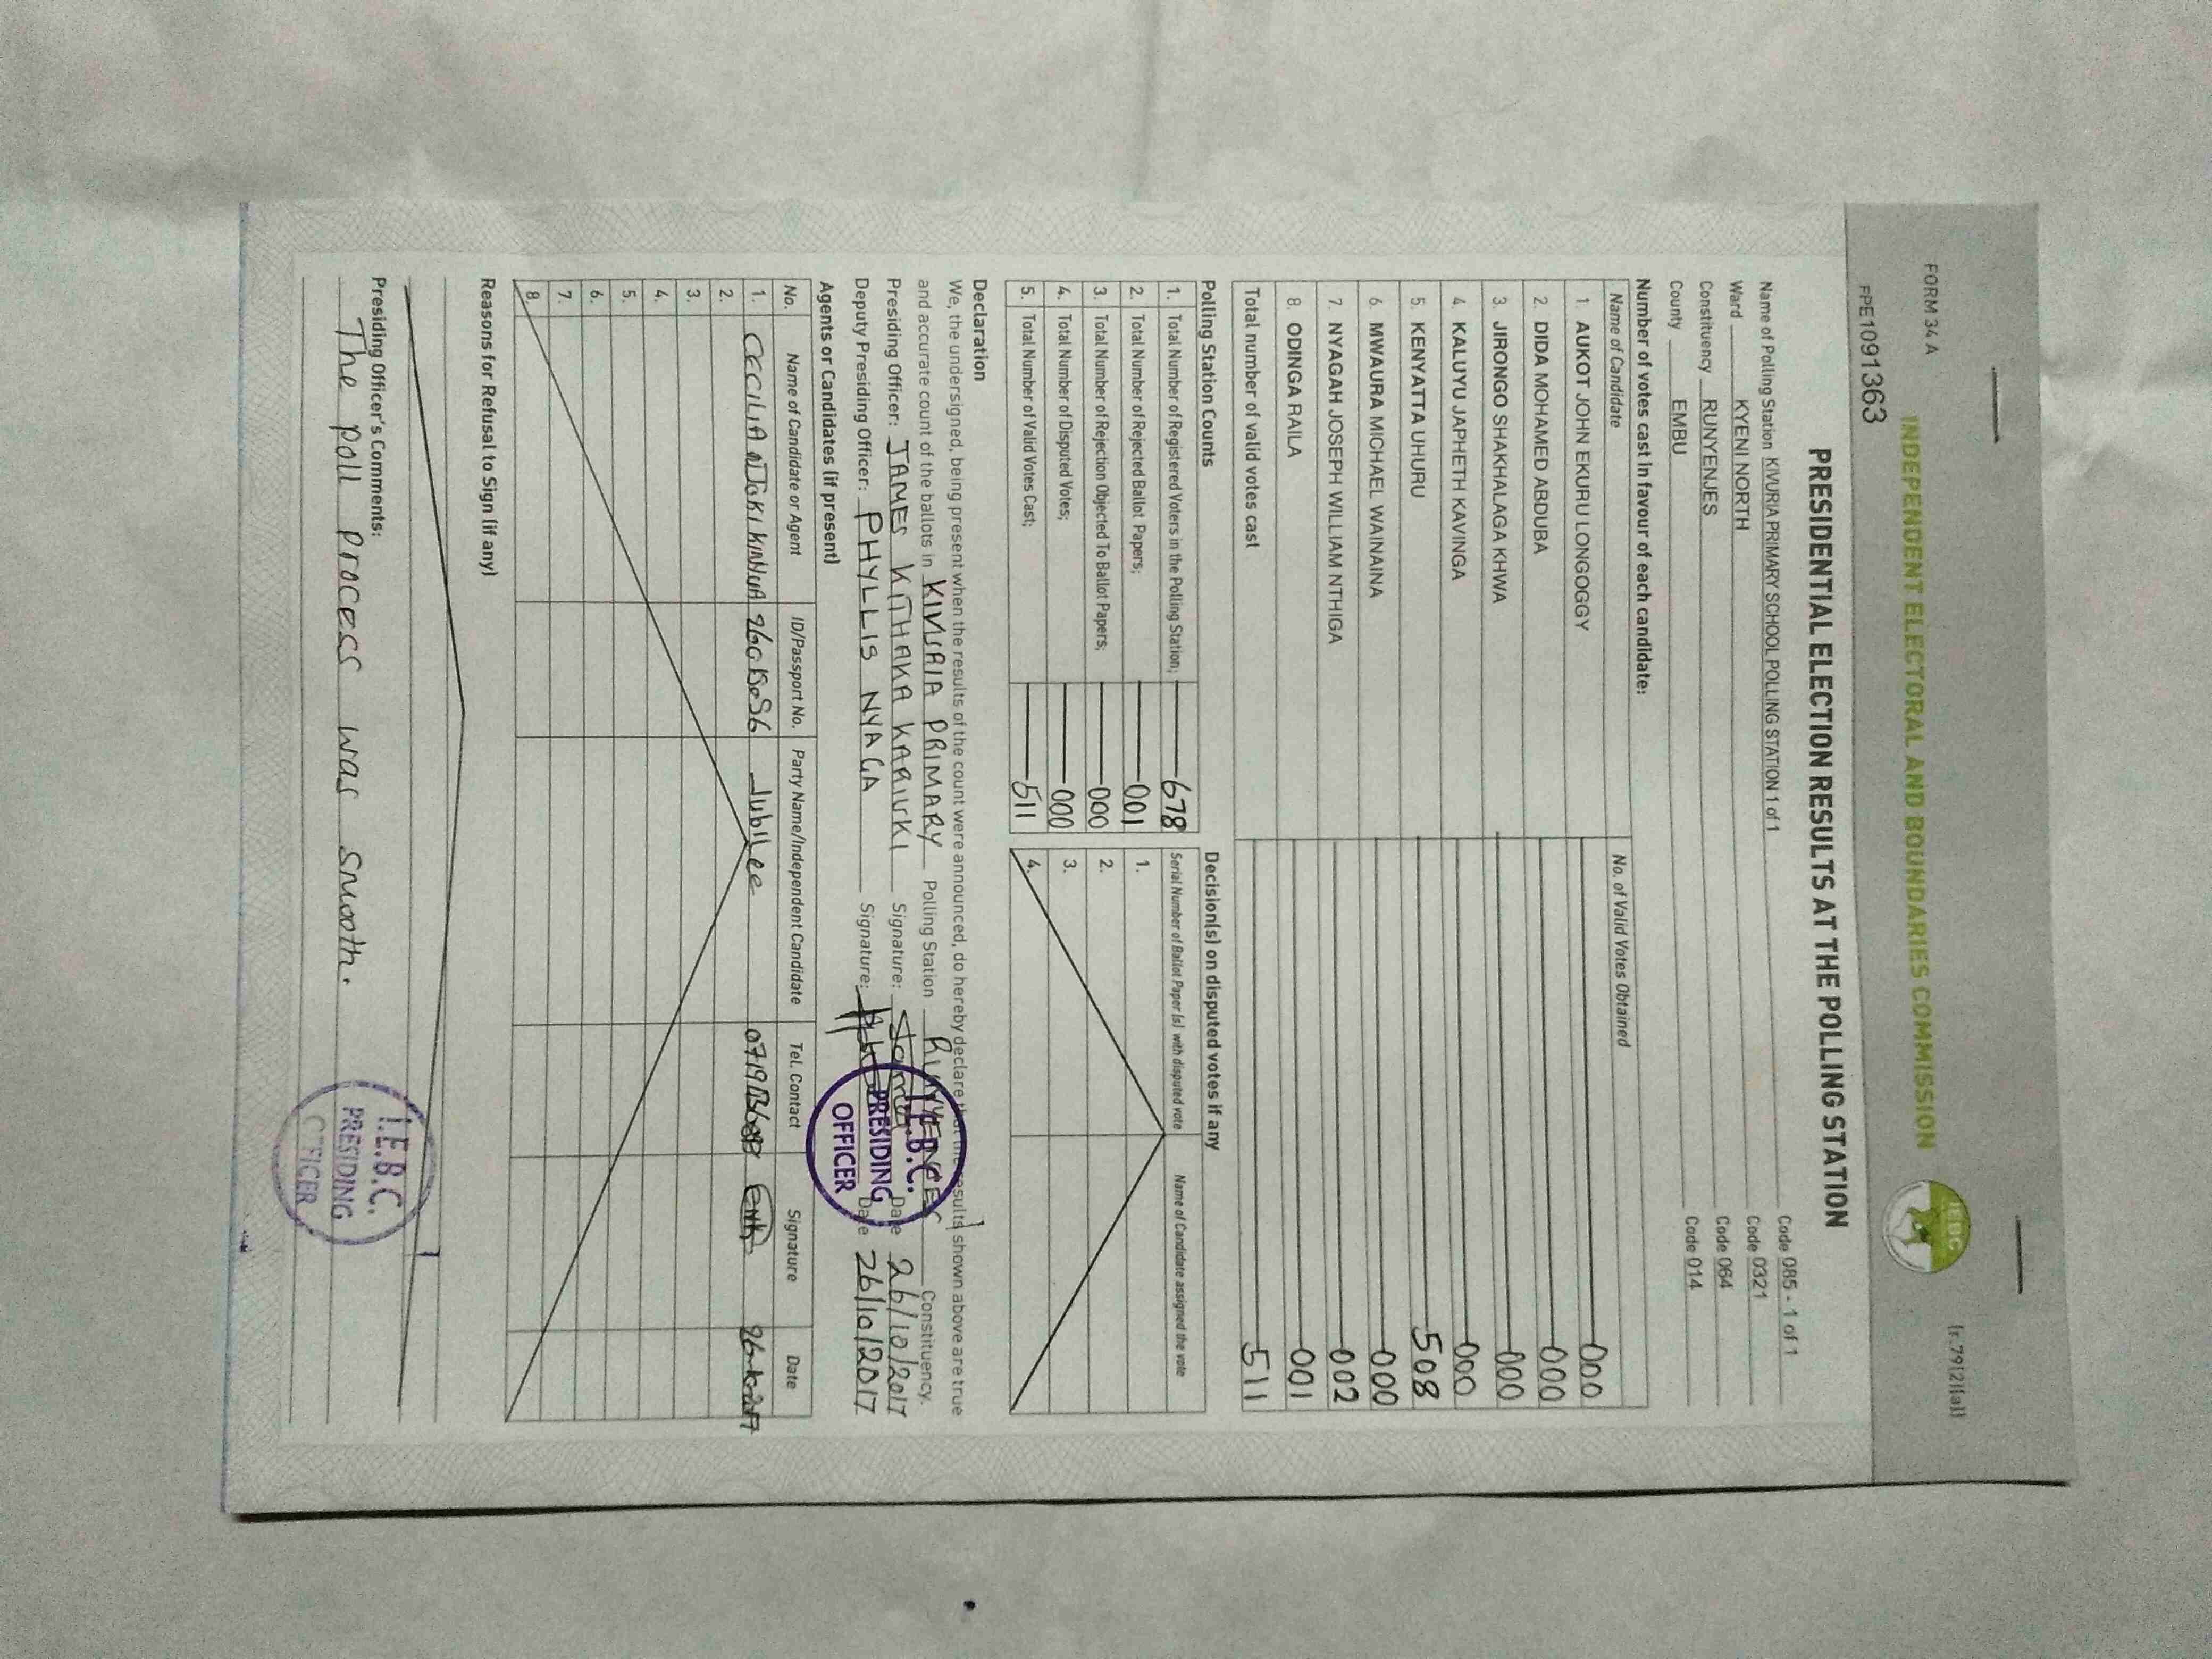 FORM 34 A
(r.79(2)(a))
INDEPENDENT ELECTORAL AND BOUNDARIES COMMISSION
IEBC
FPE1091363
PRESIDENTIAL ELECTION RESULTS AT THE POLLING STATION
Name of Polling Station KIVURIA PRIMARY SCHOOL POLLING STATION 1 of 1 Code 085 - 1 of 1
Ward KYENI NORTH Code 0321
Constituency RUNYENJES Code 064
County EMBU Code 014
Number of votes cast in favour of each candidate:
Name of Candidate No. of Valid Votes Obtained
1. AUKOT JOHN EKURU LONGOGGY 000
2. DIDA MOHAMED ABDUBA 000
3. JIRONGO SHAKHALAGA KHWA 000
4. KALUYU JAPHETH KAVINGA 000
5. KENYATTA UHURU 508
6. MWAURA MICHAEL WAINAINA 000
7. NYAGAH JOSEPH WILLIAM NTHIGA 002
8. ODINGA RAILA 001
Total number of valid votes cast 511
Polling Station Counts
1. Total Number of Registered Voters in the Polling Station; 678
2. Total Number of Rejected Ballot Papers; 001
3. Total Number of Rejection Objected To Ballot Papers; 000
4. Total Number of Disputed Votes; 000
5. Total Number of Valid Votes Cast; 511
Decision(s) on disputed votes if any
Serial Number of Ballot Paper (s) with disputed vote Name of Candidate assigned the vote
1.
2.
3.
4.
Declaration
We, the undersigned, being present when the results of the count were announced, do hereby declare that the results shown above are true
and accurate count of the ballots in KIVURIA PRIMARY Polling Station RUNYENJES Constituency.
Presiding Officer: JAMES KITHAKA KARIUKI Signature: Date 26/10/2017
Deputy Presiding Officer: PHYLLIS NYAGA Signature: Date 26/10/2017
I.E.B.C.
PRESIDING
OFFICER
Agents or Candidates (if present)
No. Name of Candidate or Agent ID/Passport No. Party Name/Independent Candidate Tel. Contact Signature Date
1. CECILIA NJOKI Jubilee
2.
3.
4.
5.
6.
7.
8.
Reasons for Refusal to Sign (if any)
Presiding Officer's Comments:
The poll process was smooth.
I.E.B.C.
PRESIDING
OFFICER